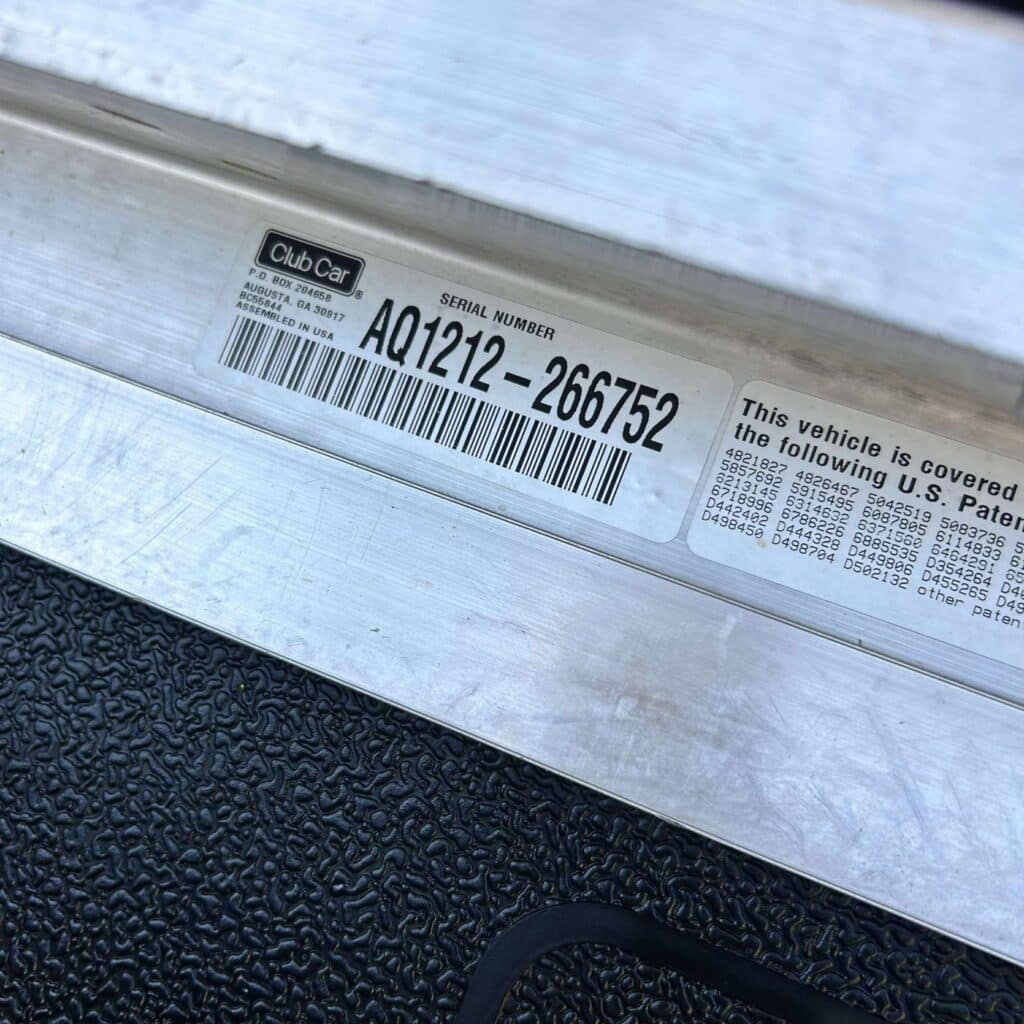 Club Car
®
P.O. BOX 204658
AUGUSTA, GA 30917
BC55844
ASSEMBLED IN USA
SERIAL NUMBER
AQ1212-266752
This vehicle is covered
the following U.S. Paten
4821827 4826467 5042519 5083736
5857692 5915495 6087805 6114833
6213145 6314632 6371560 6464291
6718996 6786226 6885535 D354264
D442402 D444328 D449806 D455265
D498450 D498704 D502132 other paten